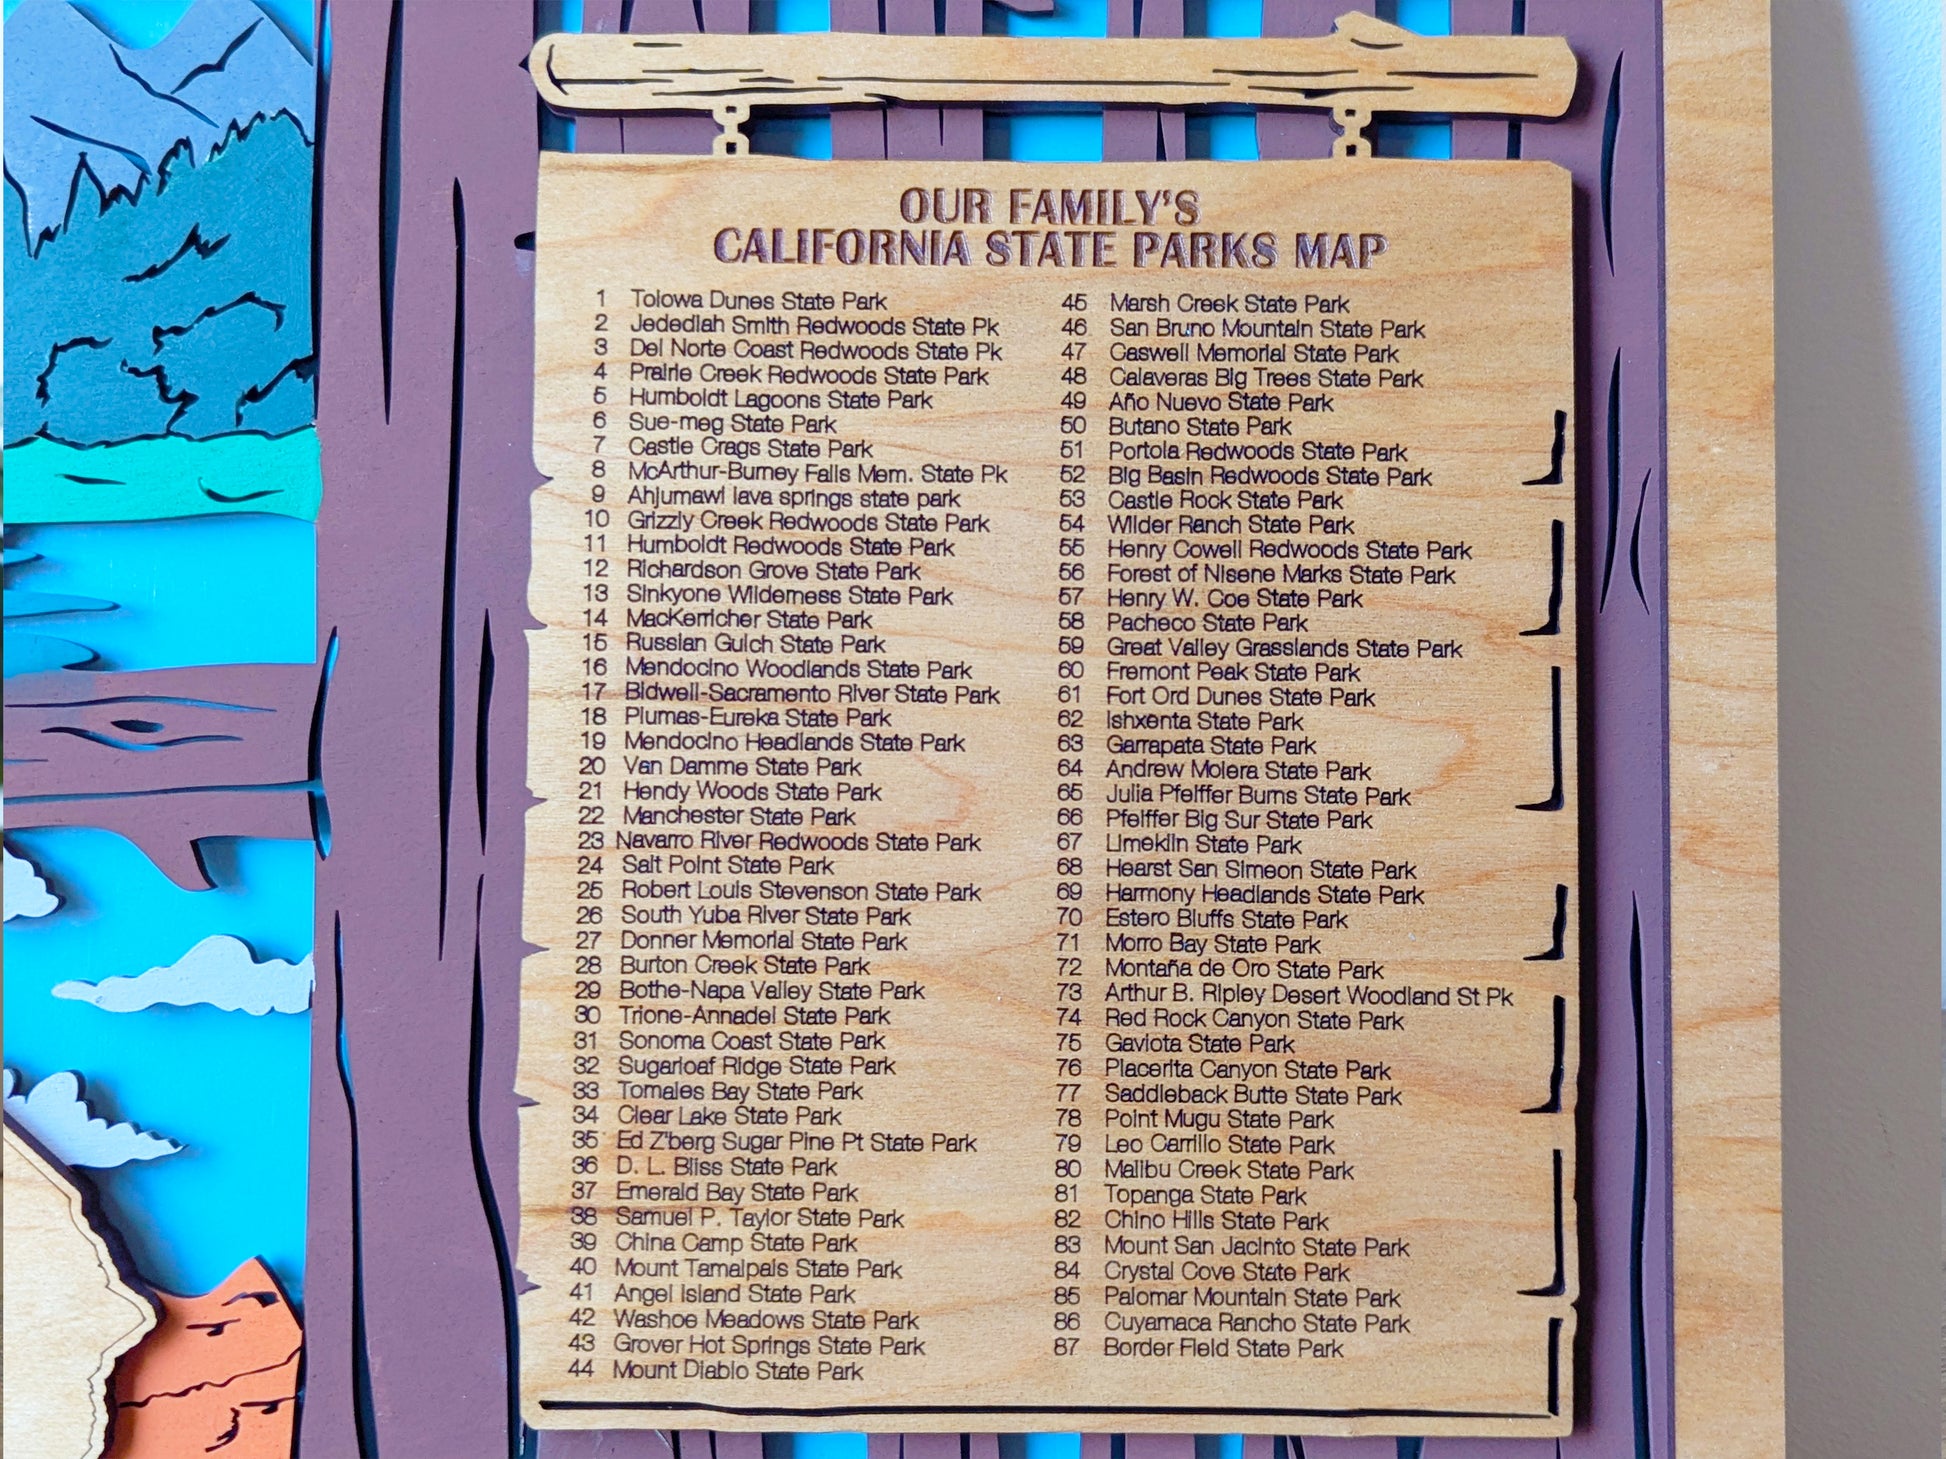 OUR FAMILY'S
CALIFORNIA STATE PARKS MAP
1 Tolowa Dunes State Park
2 Jedediah Smith Redwoods State Pk
3 Del Norte Coast Redwoods State Pk
4 Prairie Creek Redwoods State Park
5 Humboldt Lagoons State Park
6 Sue-meg State Park
7 Castle Crags State Park
8 McArthur-Burney Falls Mem. State Pk
9 Ahjumawi lava springs state park
10 Grizzly Creek Redwoods State Park
11 Humboldt Redwoods State Park
12 Richardson Grove State Park
13 Sinkyone Wilderness State Park
14 MacKerricher State Park
15 Russian Gulch State Park
16 Mendocino Woodlands State Park
17 Bidwell-Sacramento River State Park
18 Plumas-Eureka State Park
19 Mendocino Headlands State Park
20 Van Damme State Park
21 Hendy Woods State Park
22 Manchester State Park
23 Navarro River Redwoods State Park
24 Salt Point State Park
25 Robert Louis Stevenson State Park
26 South Yuba River State Park
27 Donner Memorial State Park
28 Burton Creek State Park
29 Bothe-Napa Valley State Park
30 Trione-Annadel State Park
31 Sonoma Coast State Park
32 Sugarloaf Ridge State Park
33 Tomales Bay State Park
34 Clear Lake State Park
35 Ed Z'berg Sugar Pine Pt State Park
36 D. L. Bliss State Park
37 Emerald Bay State Park
38 Samuel P. Taylor State Park
39 China Camp State Park
40 Mount Tamalpais State Park
41 Angel Island State Park
42 Washoe Meadows State Park
43 Grover Hot Springs State Park
44 Mount Diablo State Park
45 Marsh Creek State Park
46 San Bruno Mountain State Park
47 Caswell Memorial State Park
48 Calaveras Big Trees State Park
49 Año Nuevo State Park
50 Butano State Park
51 Portola Redwoods State Park
52 Big Basin Redwoods State Park
53 Castle Rock State Park
54 Wilder Ranch State Park
55 Henry Cowell Redwoods State Park
56 Forest of Nisene Marks State Park
57 Henry W. Coe State Park
58 Pacheco State Park
59 Great Valley Grasslands State Park
60 Fremont Peak State Park
61 Fort Ord Dunes State Park
62 Ishxenta State Park
63 Garrapata State Park
64 Andrew Molera State Park
65 Julia Pfeiffer Burns State Park
66 Pfeiffer Big Sur State Park
67 Limekiln State Park
68 Hearst San Simeon State Park
69 Harmony Headlands State Park
70 Estero Bluffs State Park
71 Morro Bay State Park
72 Montaña de Oro State Park
73 Arthur B. Ripley Desert Woodland St Pk
74 Red Rock Canyon State Park
75 Gaviota State Park
76 Placerita Canyon State Park
77 Saddleback Butte State Park
78 Point Mugu State Park
79 Leo Carrillo State Park
80 Malibu Creek State Park
81 Topanga State Park
82 Chino Hills State Park
83 Mount San Jacinto State Park
84 Crystal Cove State Park
85 Palomar Mountain State Park
86 Cuyamaca Rancho State Park
87 Border Field State Park